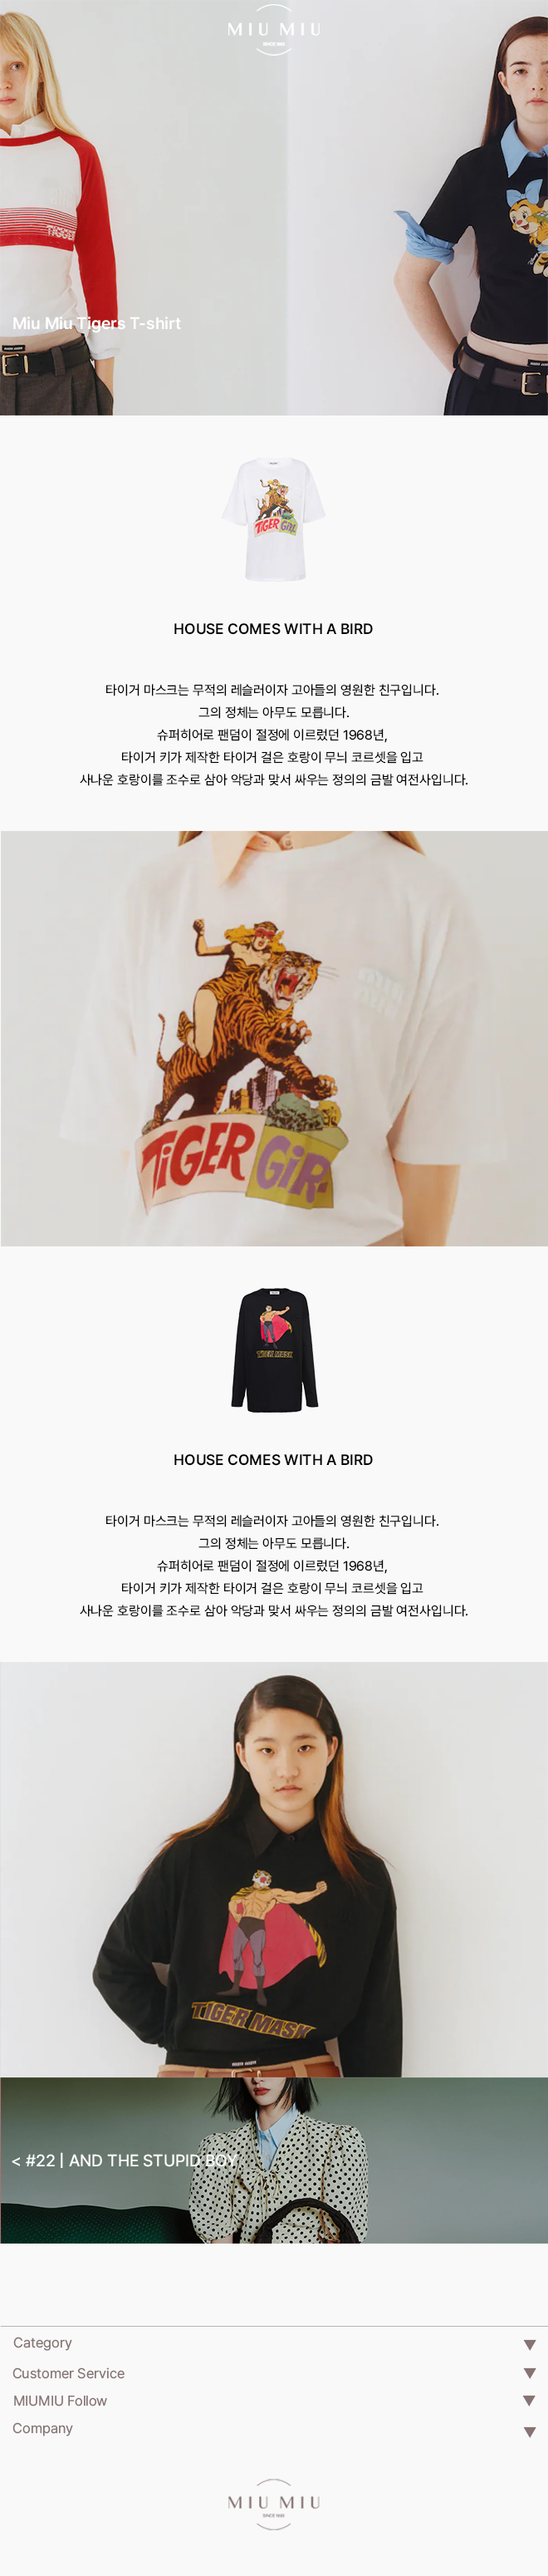 MIU MIU
TIGGER
Miu Miu Tigers T-shirt
TIGER GirL
HOUSE COMES WITH A BIRD
타이거 마스크는 무적의 레슬러이자 고아들의 영원한 친구입니다.
그의 정체는 아무도 모릅니다.
슈퍼히어로 팬덤이 절정에 이르렀던 1968년,
타이거 키가 제작한 타이거 걸은 호랑이 무늬 코르셋을 입고
사나운 호랑이를 조수로 삼아 악당과 맞서 싸우는 정의의 금발 여전사입니다.
TiGER GiR
TIGER MASK
HOUSE COMES WITH A BIRD
타이거 마스크는 무적의 레슬러이자 고아들의 영원한 친구입니다.
그의 정체는 아무도 모릅니다.
슈퍼히어로 팬덤이 절정에 이르렀던 1968년,
타이거 키가 제작한 타이거 걸은 호랑이 무늬 코르셋을 입고
사나운 호랑이를 조수로 삼아 악당과 맞서 싸우는 정의의 금발 여전사입니다.
TIGER MASK
< #22 | AND THE STUPID BOY
Category ▼
Customer Service ▼
MIUMIU Follow ▼
Company ▼
MIU MIU